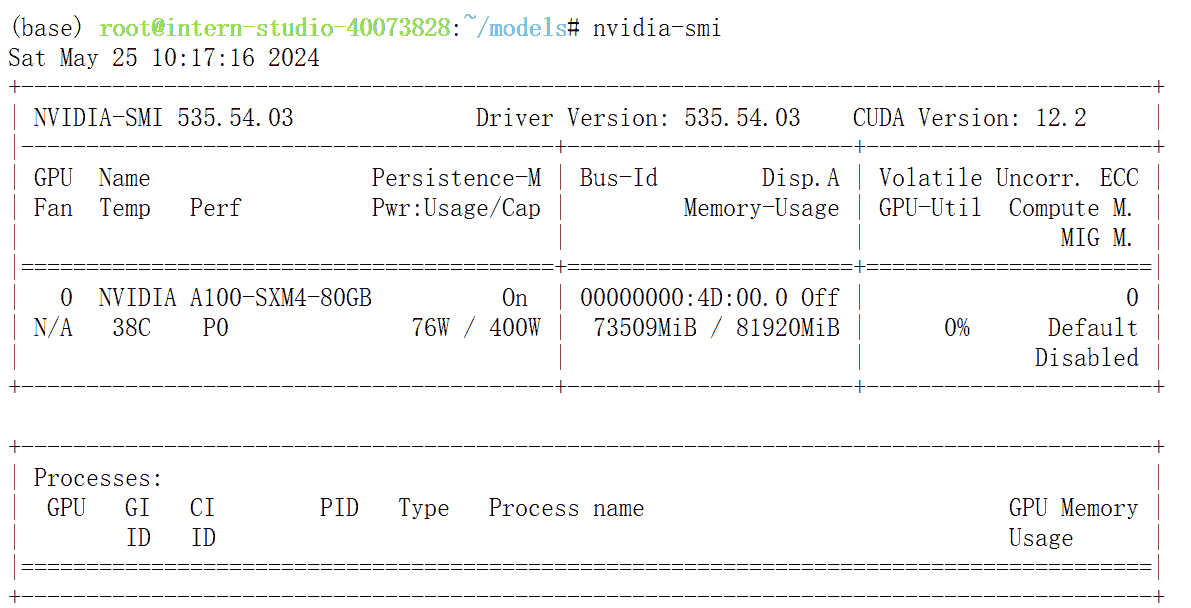 (base) root@intern-studio-40073828:~/models# nvidia-smi
Sat May 25 10:17:16 2024
+---------------------------------------------------------------------------------------+
| NVIDIA-SMI 535.54.03              Driver Version: 535.54.03    CUDA Version: 12.2     |
|-----------------------------------------+----------------------+----------------------+
| GPU  Name                 Persistence-M | Bus-Id        Disp.A | Volatile Uncorr. ECC |
| Fan  Temp   Perf          Pwr:Usage/Cap |         Memory-Usage | GPU-Util  Compute M. |
|                                         |                      |               MIG M. |
|=========================================+======================+======================|
|   0  NVIDIA A100-SXM4-80GB          On  | 00000000:4D:00.0 Off |                    0 |
| N/A   38C    P0              76W / 400W |  73509MiB / 81920MiB |      0%      Default |
|                                         |                      |             Disabled |
+-----------------------------------------+----------------------+----------------------+
+---------------------------------------------------------------------------------------+
| Processes:                                                                            |
|  GPU   GI   CI        PID   Type   Process name                            GPU Memory |
|        ID   ID                                                             Usage      |
|=======================================================================================|
+---------------------------------------------------------------------------------------+